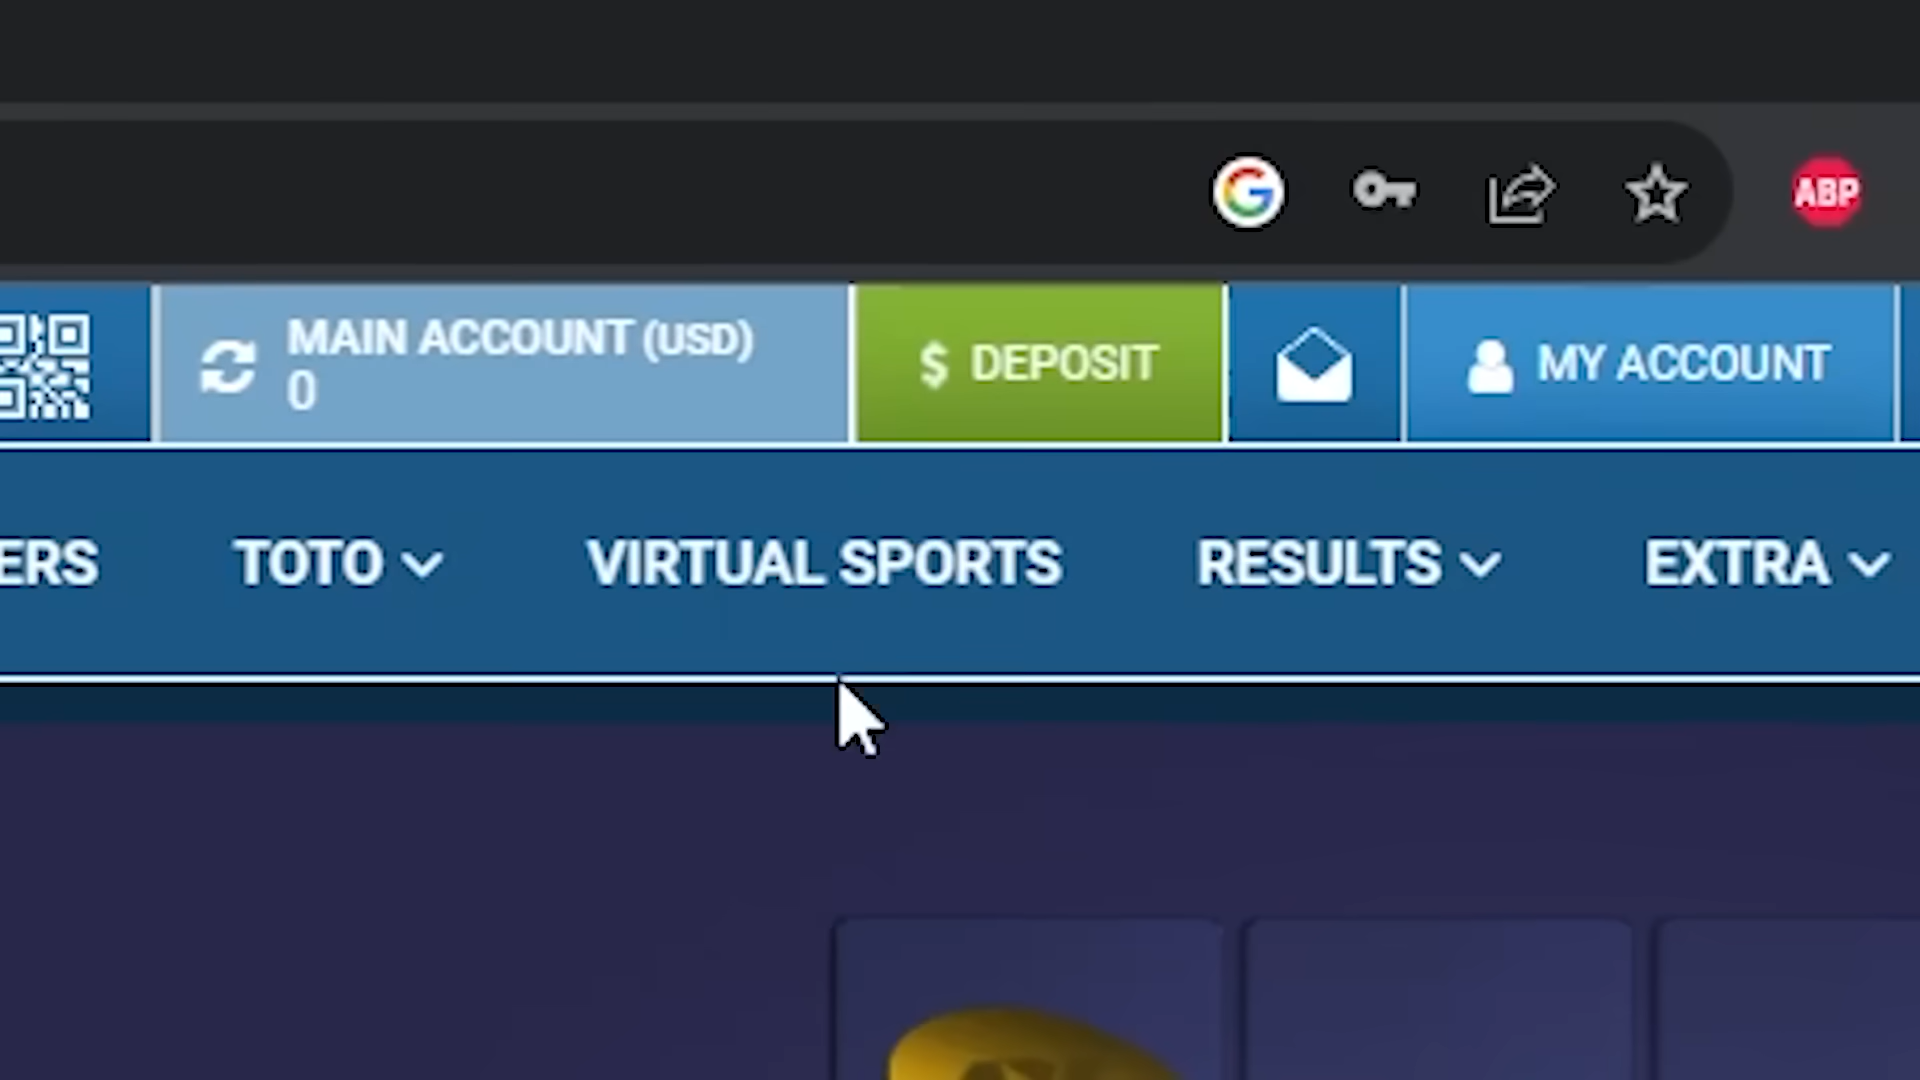 ABP
MAIN ACCOUNT (USD)
0
$ DEPOSIT
MY ACCOUNT
ERS
TOTO
VIRTUAL SPORTS
RESULTS
EXTRA